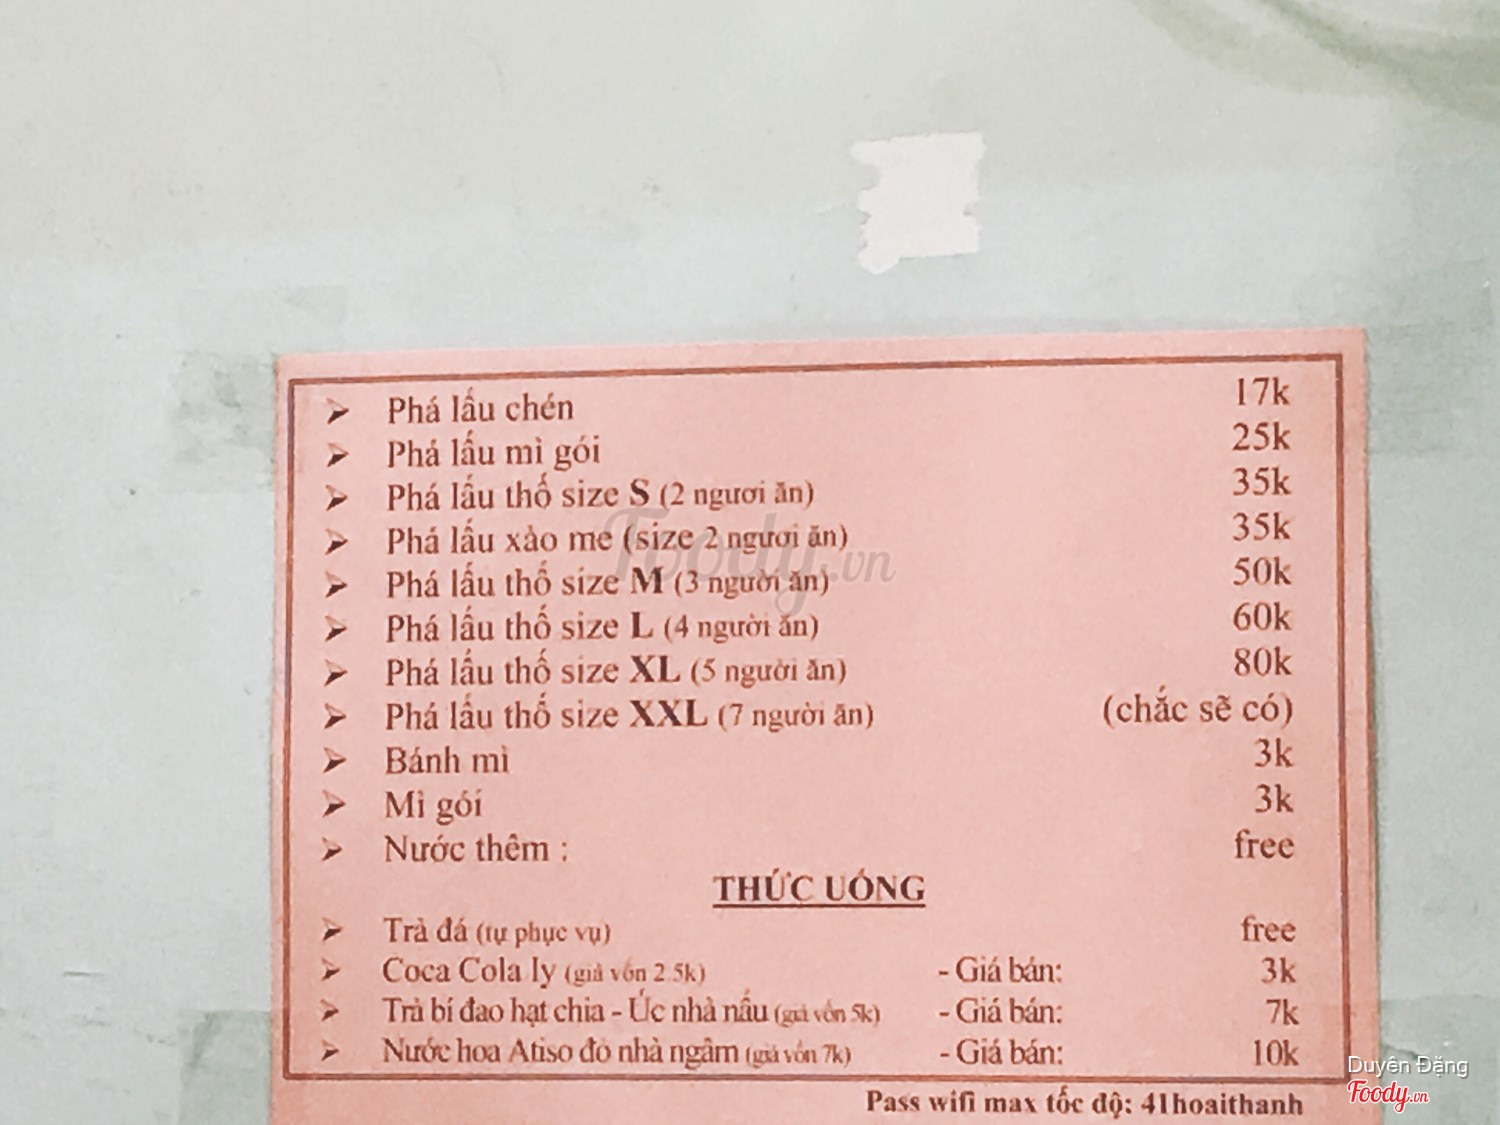 ➢ Phá lấu chén 17k
➢ Phá lấu mì gói 25k
➢ Phá lấu thố size S (2 ngươi ăn) 35k
➢ Phá lấu xào me (size 2 ngươi ăn) 35k
➢ Phá lấu thố size M (3 người ăn) 50k
➢ Phá lấu thố size L (4 người ăn) 60k
➢ Phá lấu thố size XL (5 người ăn) 80k
➢ Phá lấu thố size XXL (7 người ăn) (chắc sẽ có)
➢ Bánh mì 3k
➢ Mì gói 3k
➢ Nước thêm : free
THỨC UỐNG
➢ Trà đá (tự phục vụ) free
➢ Coca Cola ly (giá vốn 2.5k) - Giá bán: 3k
➢ Trà bí đao hạt chia - Úc nhà nấu (giá vốn 5k) - Giá bán: 7k
➢ Nước hoa Atiso đỏ nhà ngâm (giá vốn 7k) - Giá bán: 10k
Pass wifi max tốc độ: 41hoaithanh
Foody.vn
Duyên Đặng
Foody.vn